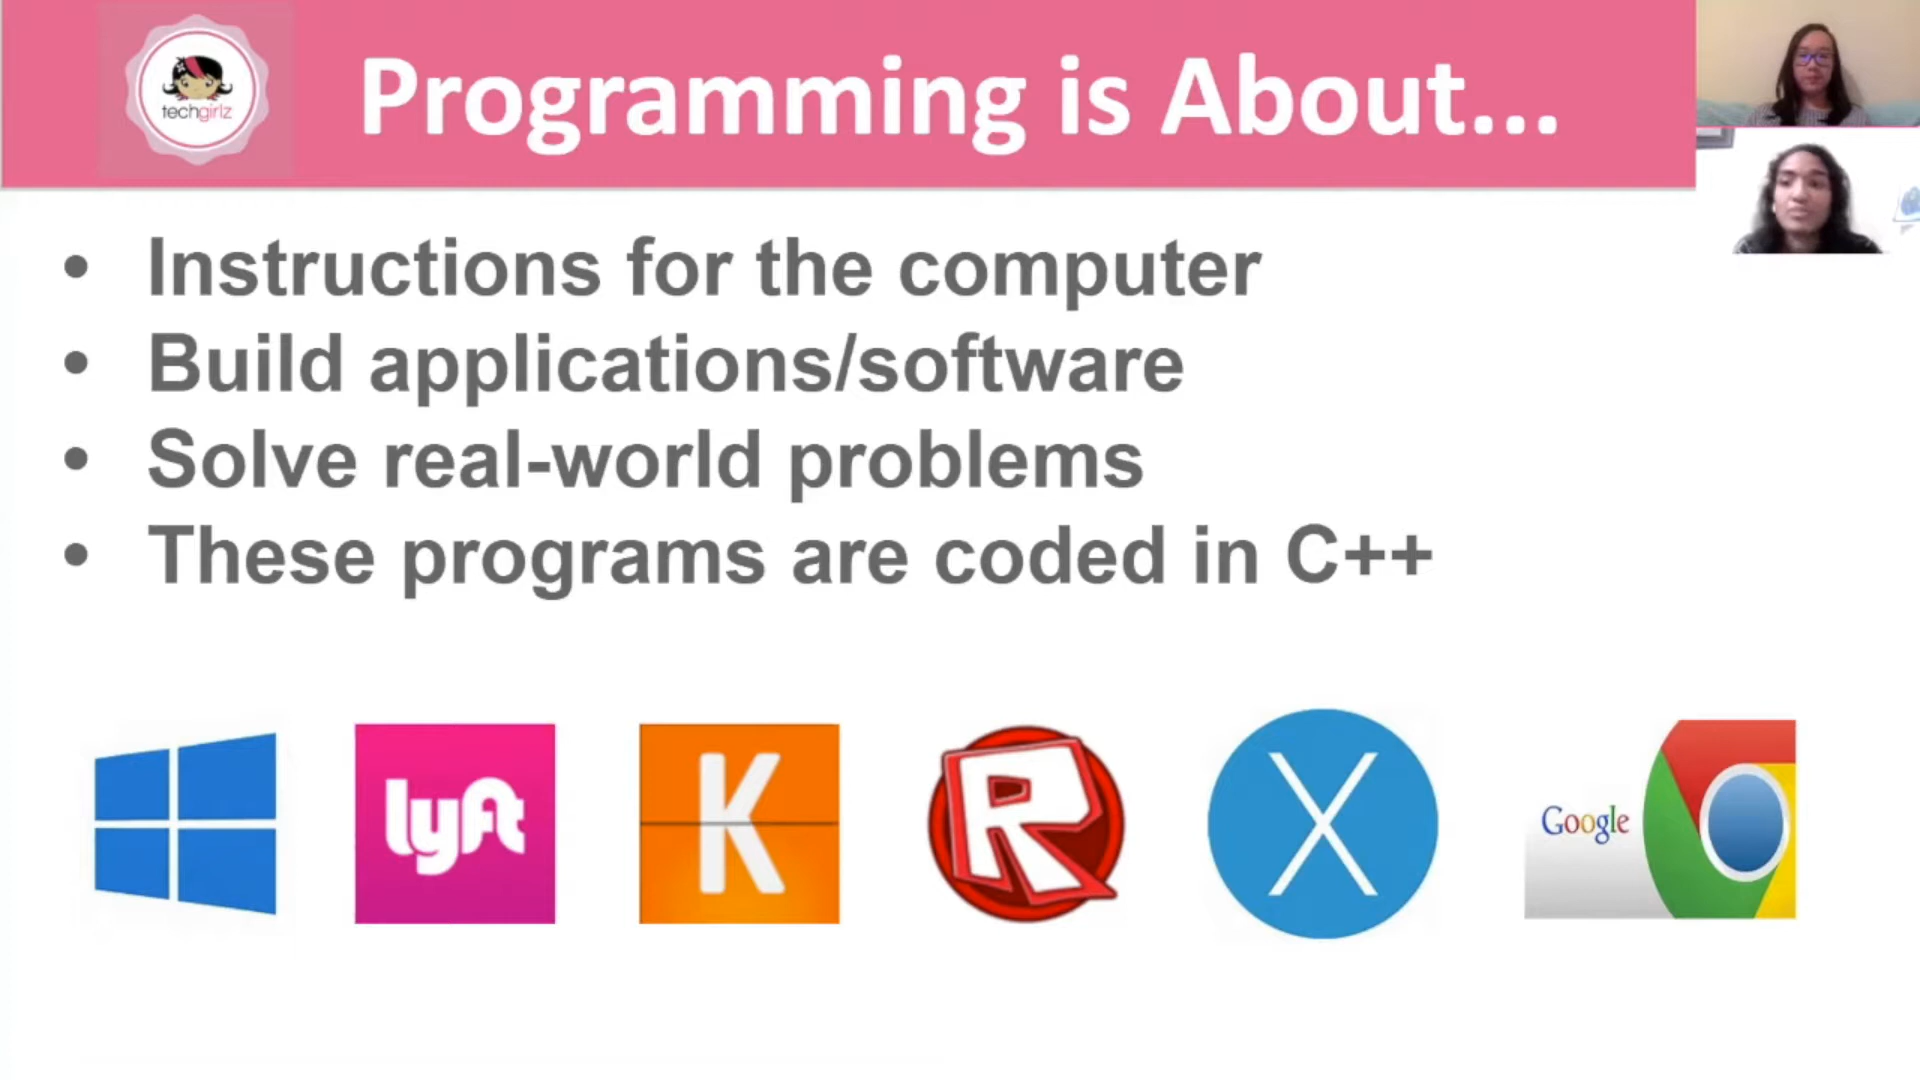 techgirlz
Programming is About...
• Instructions for the computer
• Build applications/software
• Solve real-world problems
• These programs are coded in C++
lyft
K
R
X
Google